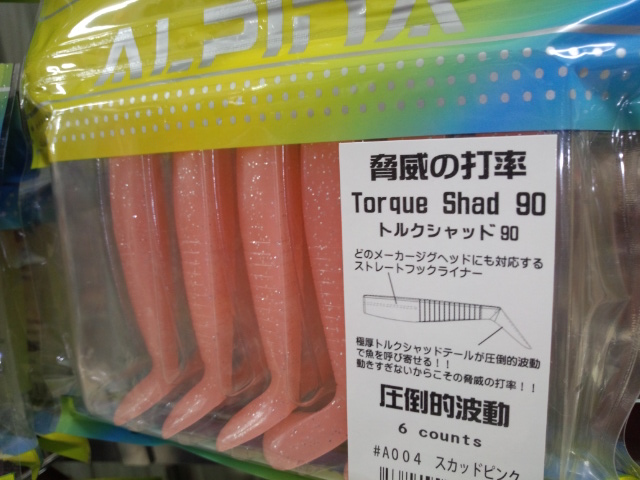 ALPHA
脅威の打率
Torque Shad 90
トルクシャッド90
どのメーカージグヘッドにも対応する
ストレートフックライナー
極厚トルクシャッドテールが圧倒的波動
で魚を呼び寄せる！！
動きすぎないからこその脅威の打率！！
圧倒的波動
6 counts
#A004 スカッドピンク